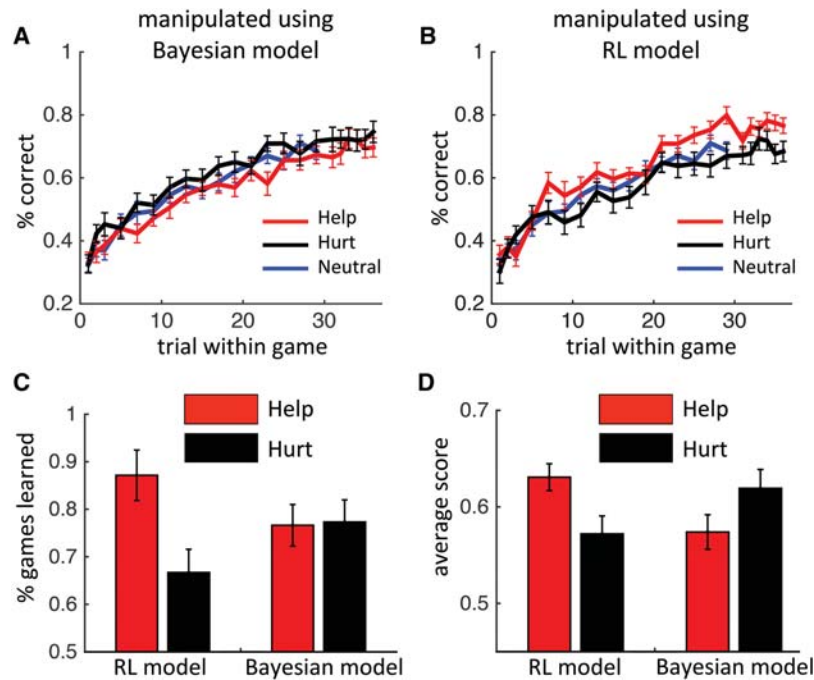 A
manipulated using
Bayesian model
1
0.8
0.6
0.4
0.2
% correct
0
10
20
30
trial within game
Help
Hurt
Neutral
B
manipulated using
RL model
1
0.8
0.6
0.4
0.2
% correct
0
10
20
30
trial within game
Help
Hurt
Neutral
C
Help
Hurt
1
0.9
0.8
0.7
0.6
0.5
% games learned
RL model
Bayesian model
D
Help
Hurt
0.7
0.6
0.5
average score
RL model
Bayesian model